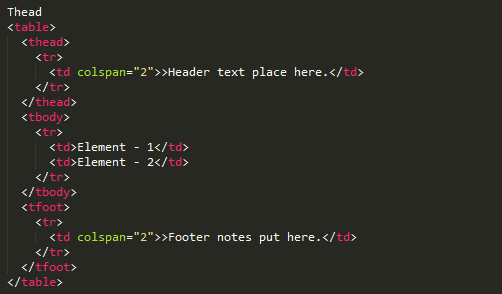 Thead
<table>
  <thead>
    <tr>
      <td colspan="2">>Header text place here.</td>
    </tr>
  </thead>
  <tbody>
    <tr>
      <td>Element - 1</td>
      <td>Element - 2</td>
    </tr>
  </tbody>
  <tfoot>
    <tr>
      <td colspan="2">>Footer notes put here.</td>
    </tr>
  </tfoot>
</table>